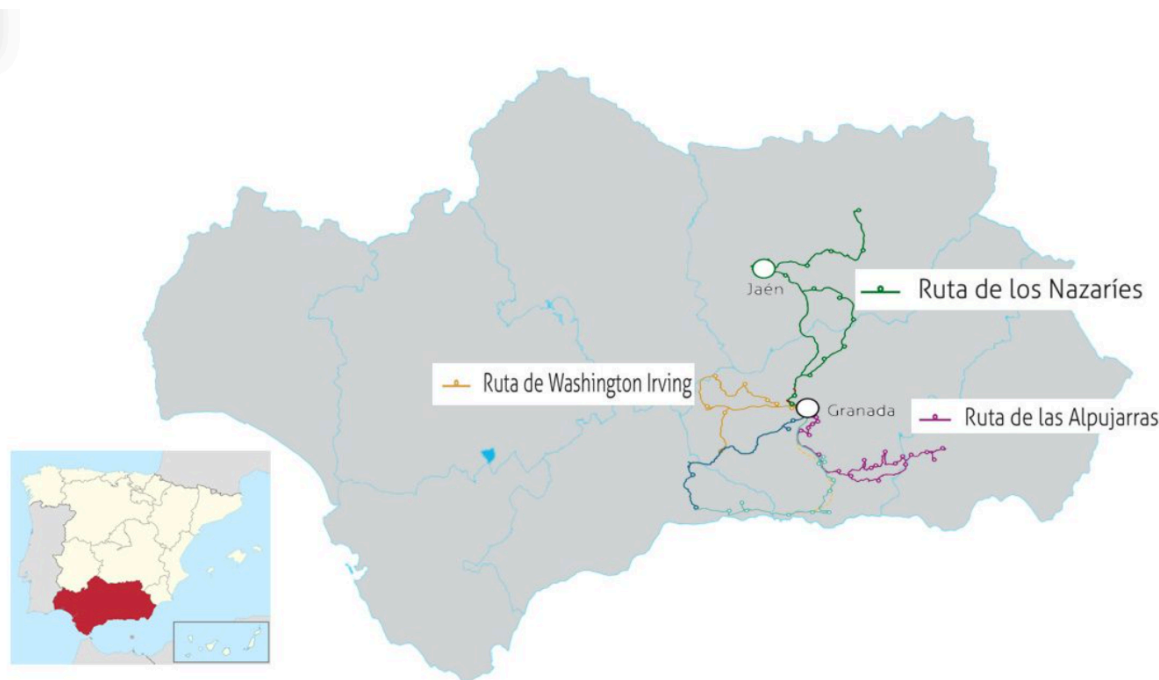 Jaén
Ruta de los Nazaríes
Ruta de Washington Irving
Granada
Ruta de las Alpujarras